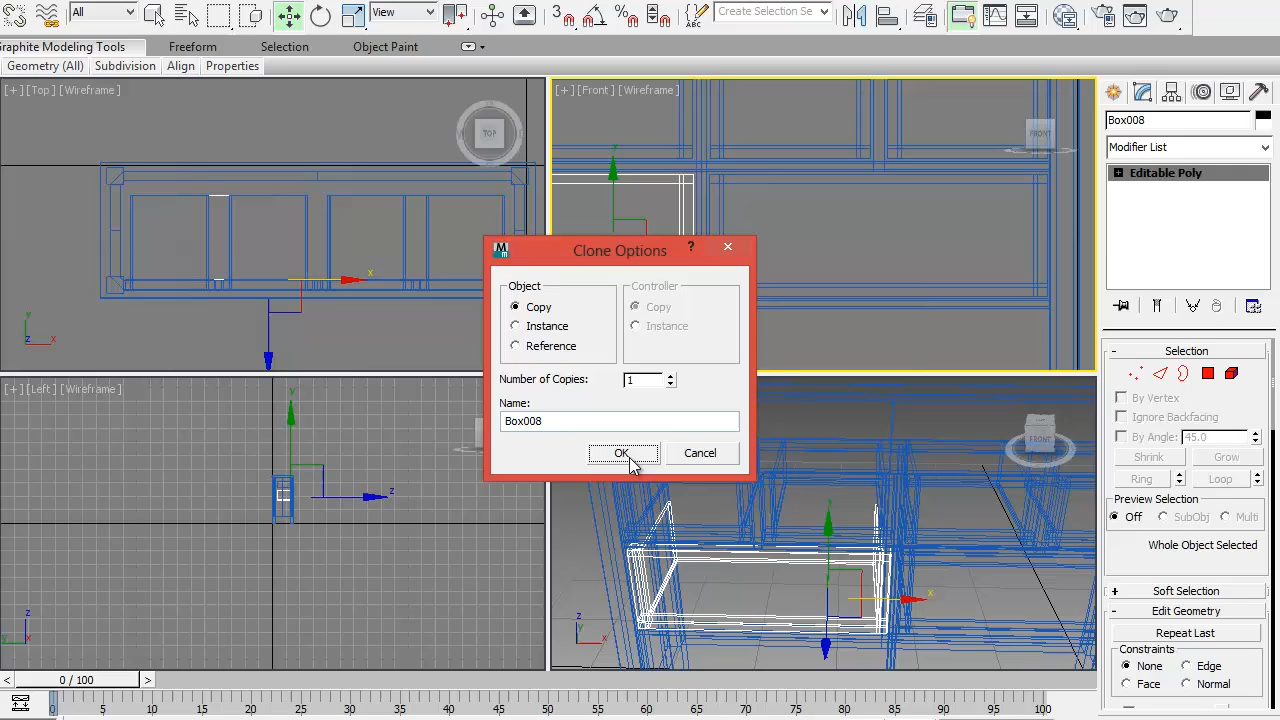 All
View
3
%
ABC
Create Selection Se
Graphite Modeling Tools
Freeform
Selection
Object Paint
Geometry (All)
Subdivision
Align
Properties
[+] [Top] [Wireframe]
TOP
x
y
z
x
[+] [Front] [Wireframe]
FRONT
y
Box008
Modifier List
Editable Poly
Clone Options
?
Object
Copy
Instance
Reference
Controller
Copy
Instance
Number of Copies:
1
Name:
Box008
OK
Cancel
[+] [Left] [Wireframe]
y
z
z
y
FRONT
y
x
z
x
- Selection
By Vertex
Ignore Backfacing
By Angle: 45.0
Shrink
Grow
Ring
Loop
Preview Selection
Off
SubObj
Multi
Whole Object Selected
+ Soft Selection
- Edit Geometry
Repeat Last
Constraints
None
Edge
Face
Normal
< 0 / 100 >
0 5 10 15 20 25 30 35 40 45 50 55 60 65 70 75 80 85 90 95 100